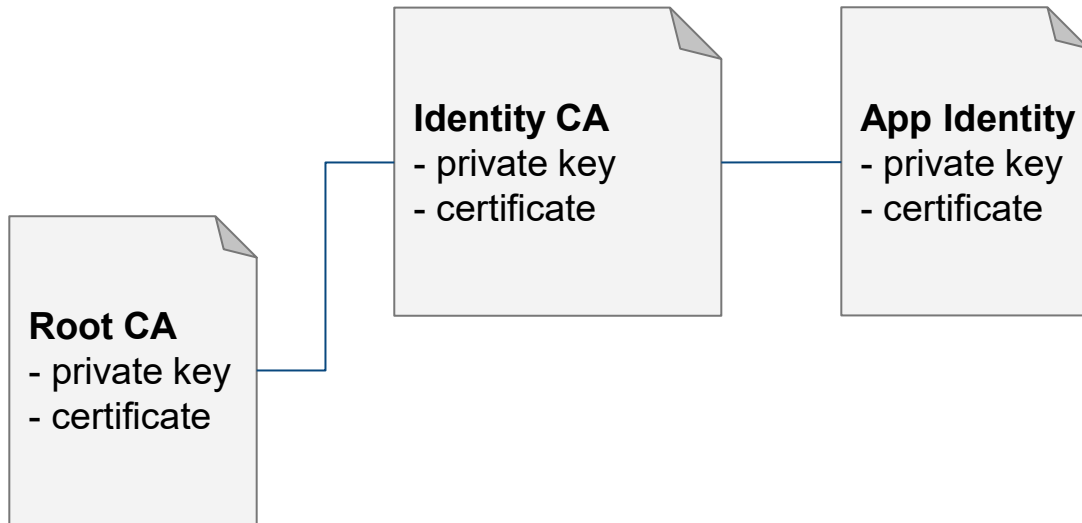 Identity CA
- private key
- certificate
App Identity
- private key
- certificate
Root CA
- private key
- certificate